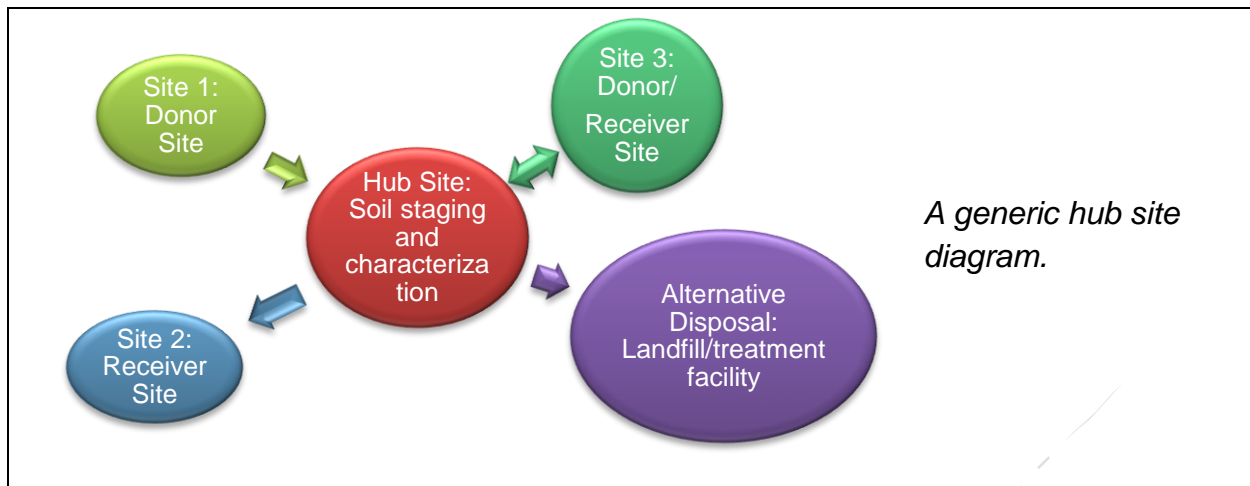 Site 1:
Donor
Site
Site 3:
Donor/
Receiver
Site
Hub Site:
Soil staging
and
characteriza
tion
Site 2:
Receiver
Site
Alternative
Disposal:
Landfill/treatment
facility
A generic hub site
diagram.